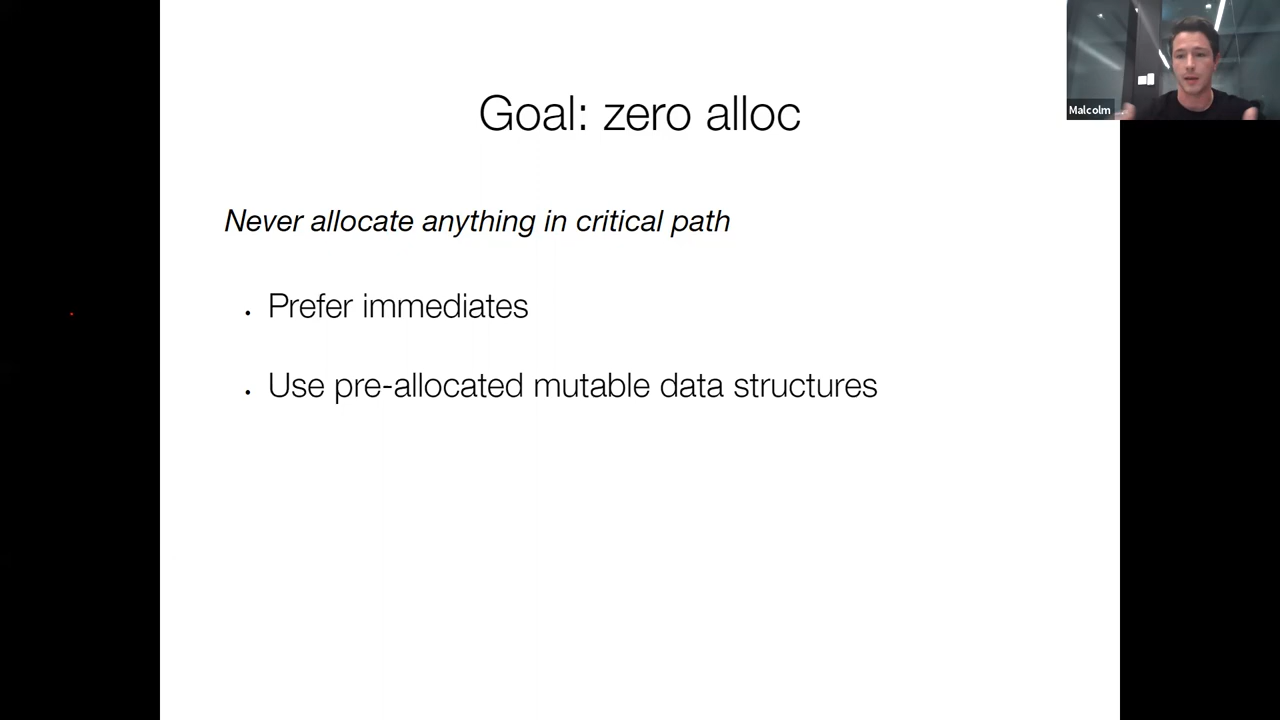 Goal: zero alloc
Malcolm
Never allocate anything in critical path
• Prefer immediates
• Use pre-allocated mutable data structures